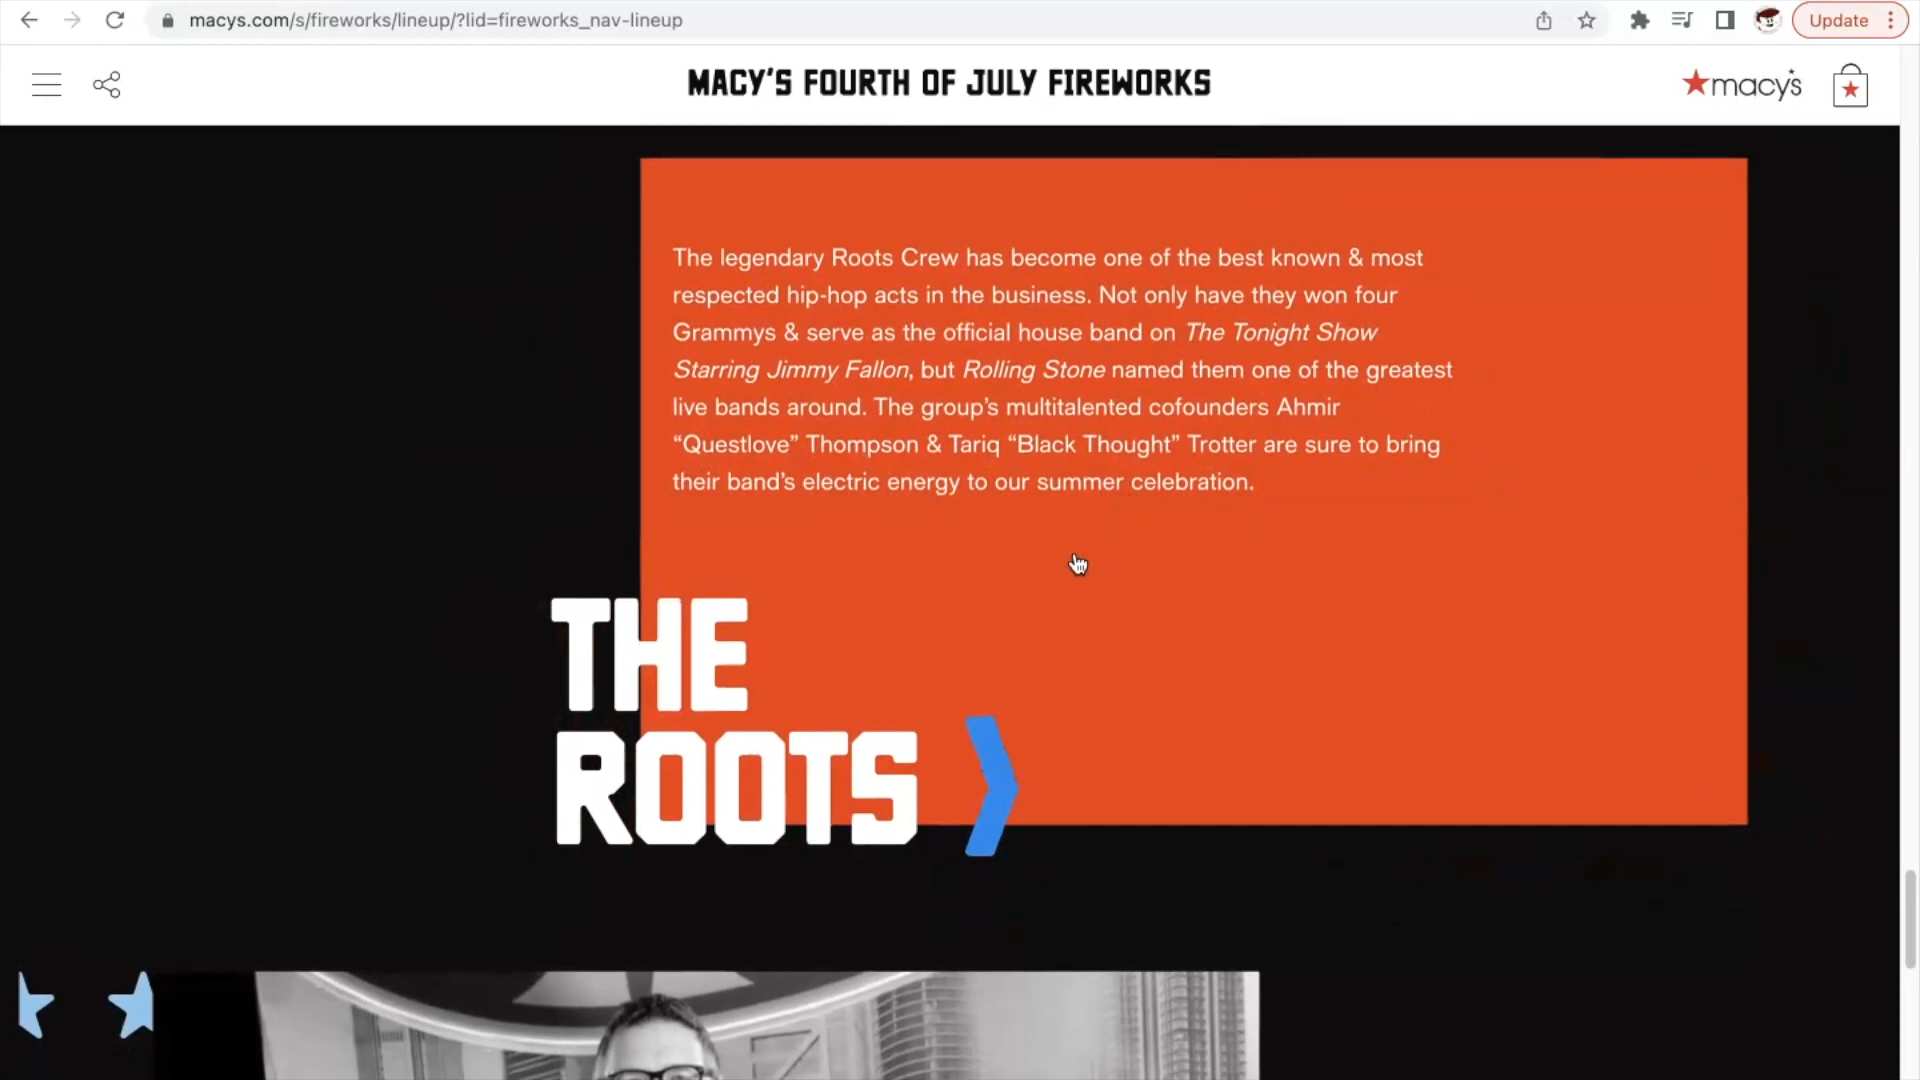 macys.com/s/fireworks/lineup/?lid=fireworks_nav-lineup
Update
MACY'S FOURTH OF JULY FIREWORKS
macy's
The legendary Roots Crew has become one of the best known & most
respected hip-hop acts in the business. Not only have they won four
Grammys & serve as the official house band on The Tonight Show
Starring Jimmy Fallon, but Rolling Stone named them one of the greatest
live bands around. The group’s multitalented cofounders Ahmir
“Questlove” Thompson & Tariq “Black Thought” Trotter are sure to bring
their band’s electric energy to our summer celebration.
THE
ROOTS